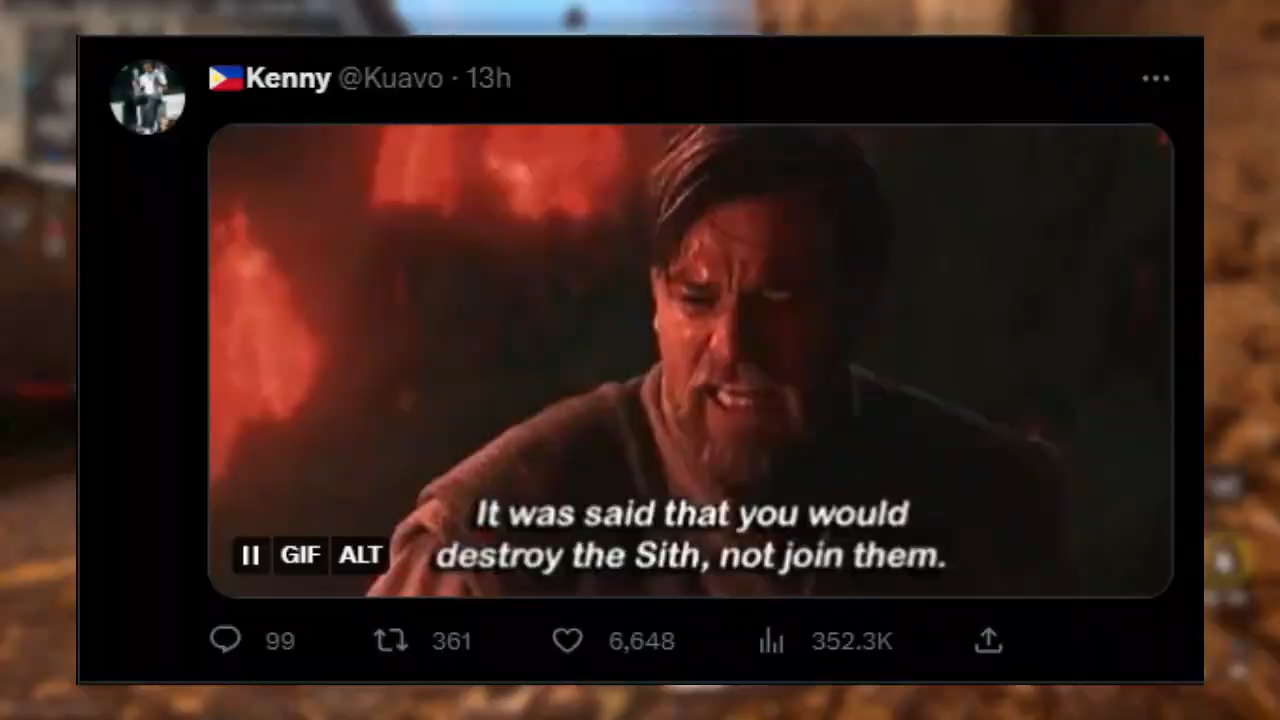 Kenny @Kuavo · 13h
It was said that you would
destroy the Sith, not join them.
GIF ALT
99 361 6,648 352.3K